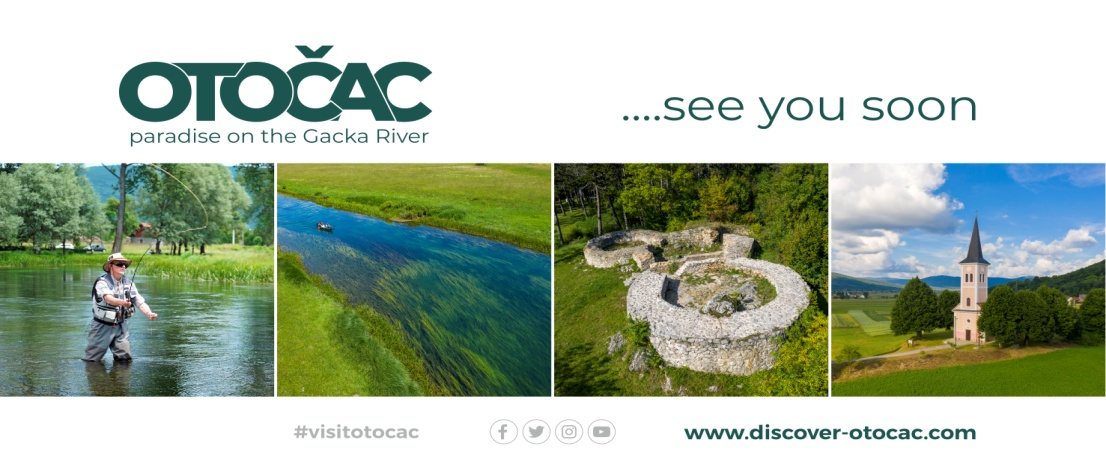 OTOČAC
paradise on the Gacka River
....see you soon
#visitotocac
www.discover-otocac.com